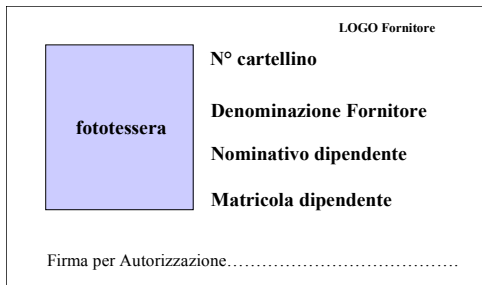 LOGO Fornitore
N° cartellino
Denominazione Fornitore
fototessera
Nominativo dipendente
Matricola dipendente
Firma per Autorizzazione……………………………………